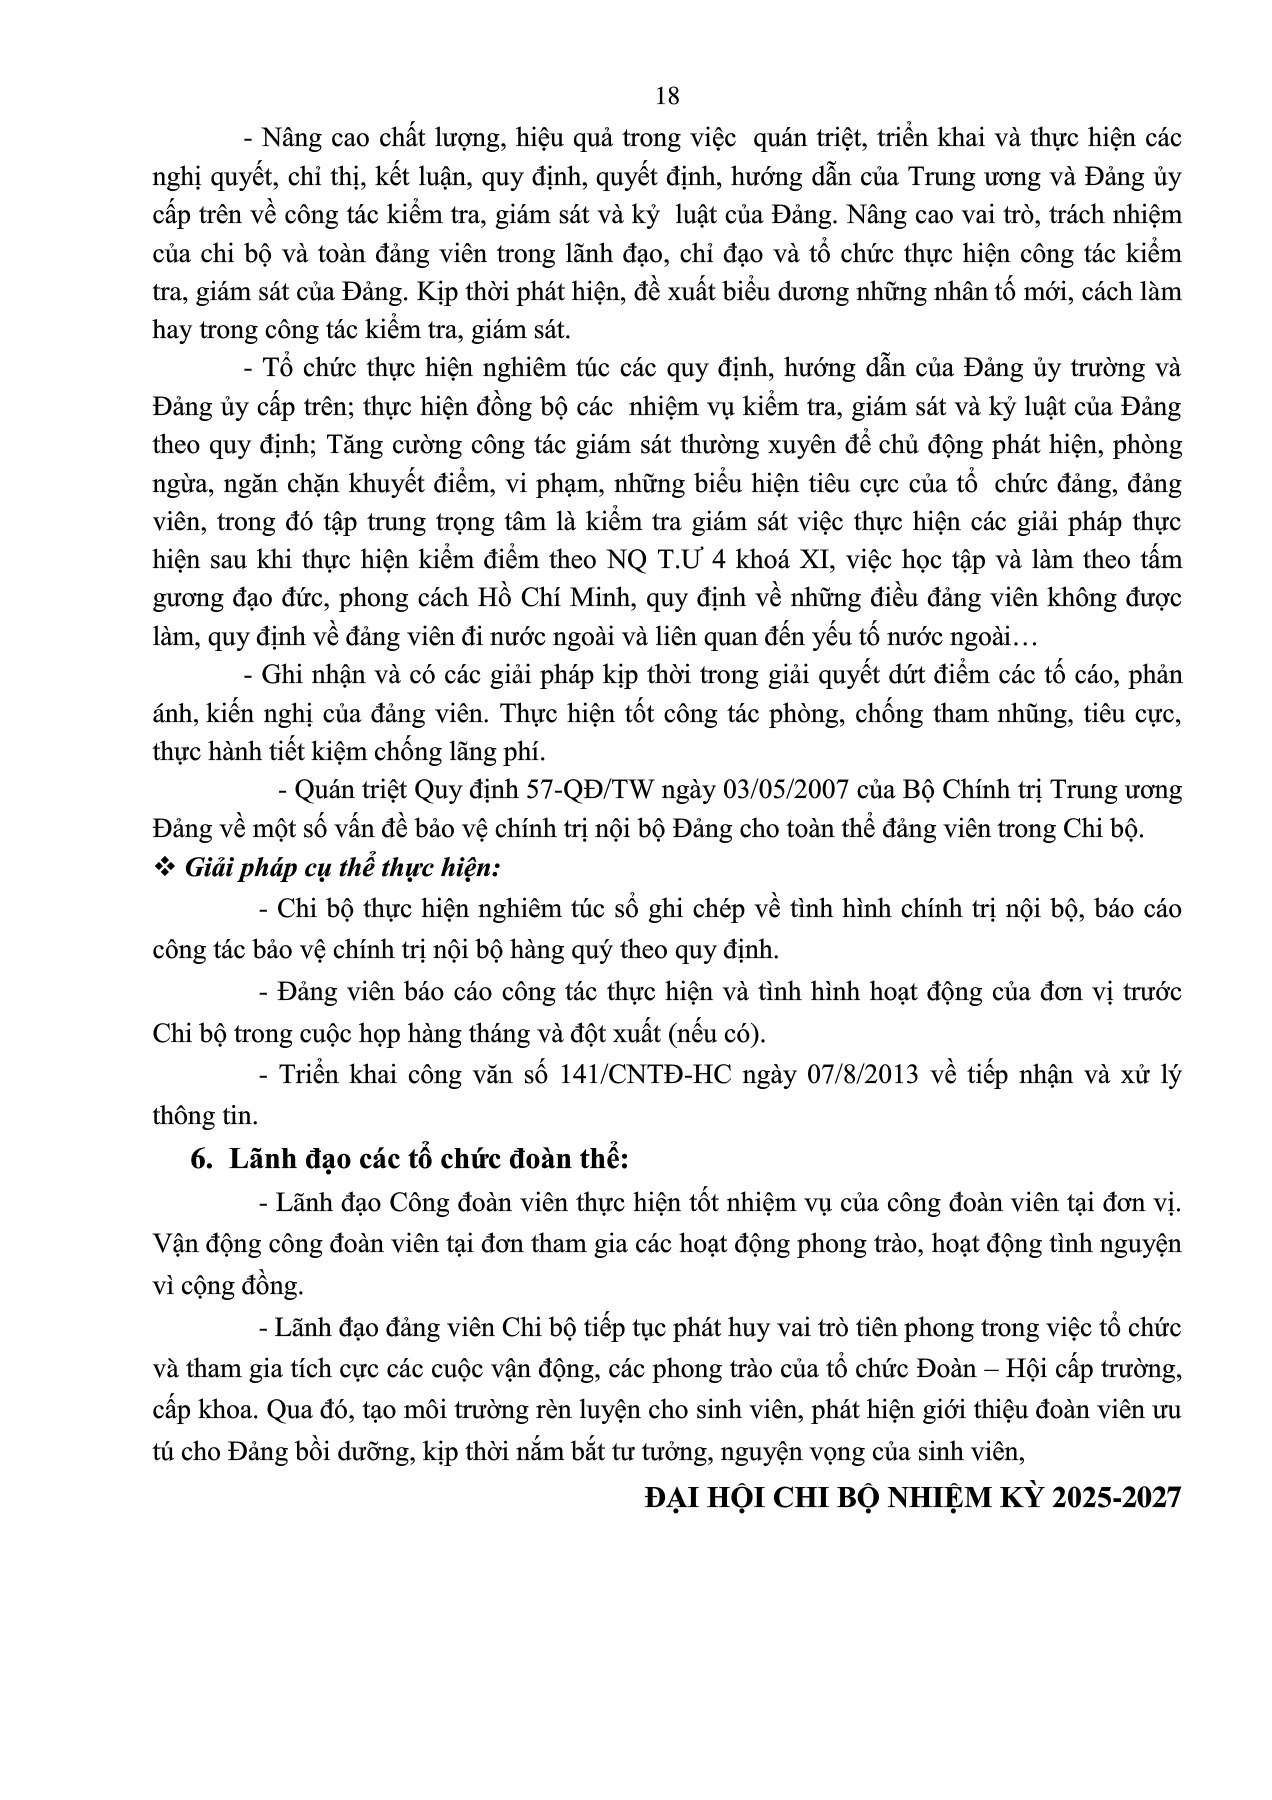 18
- Nâng cao chất lượng, hiệu quả trong việc  quán triệt, triển khai và thực hiện các
nghị quyết, chỉ thị, kết luận, quy định, quyết định, hướng dẫn của Trung ương và Đảng ủy
cấp trên về công tác kiểm tra, giám sát và kỷ  luật của Đảng. Nâng cao vai trò, trách nhiệm
của chi bộ và toàn đảng viên trong lãnh đạo, chỉ đạo và tổ chức thực hiện công tác kiểm
tra, giám sát của Đảng. Kịp thời phát hiện, đề xuất biểu dương những nhân tố mới, cách làm
hay trong công tác kiểm tra, giám sát.
- Tổ chức thực hiện nghiêm túc các quy định, hướng dẫn của Đảng ủy trường và
Đảng ủy cấp trên; thực hiện đồng bộ các  nhiệm vụ kiểm tra, giám sát và kỷ luật của Đảng
theo quy định; Tăng cường công tác giám sát thường xuyên để chủ động phát hiện, phòng
ngừa, ngăn chặn khuyết điểm, vi phạm, những biểu hiện tiêu cực của tổ  chức đảng, đảng
viên, trong đó tập trung trọng tâm là kiểm tra giám sát việc thực hiện các giải pháp thực
hiện sau khi thực hiện kiểm điểm theo NQ T.Ư 4 khoá XI, việc học tập và làm theo tấm
gương đạo đức, phong cách Hồ Chí Minh, quy định về những điều đảng viên không được
làm, quy định về đảng viên đi nước ngoài và liên quan đến yếu tố nước ngoài…
- Ghi nhận và có các giải pháp kịp thời trong giải quyết dứt điểm các tố cáo, phản
ánh, kiến nghị của đảng viên. Thực hiện tốt công tác phòng, chống tham nhũng, tiêu cực,
thực hành tiết kiệm chống lãng phí.
- Quán triệt Quy định 57-QĐ/TW ngày 03/05/2007 của Bộ Chính trị Trung ương
Đảng về một số vấn đề bảo vệ chính trị nội bộ Đảng cho toàn thể đảng viên trong Chi bộ.
❖ Giải pháp cụ thể thực hiện:
- Chi bộ thực hiện nghiêm túc sổ ghi chép về tình hình chính trị nội bộ, báo cáo
công tác bảo vệ chính trị nội bộ hàng quý theo quy định.
- Đảng viên báo cáo công tác thực hiện và tình hình hoạt động của đơn vị trước
Chi bộ trong cuộc họp hàng tháng và đột xuất (nếu có).
- Triển khai công văn số 141/CNTĐ-HC ngày 07/8/2013 về tiếp nhận và xử lý
thông tin.
6. Lãnh đạo các tổ chức đoàn thể:
- Lãnh đạo Công đoàn viên thực hiện tốt nhiệm vụ của công đoàn viên tại đơn vị.
Vận động công đoàn viên tại đơn tham gia các hoạt động phong trào, hoạt động tình nguyện
vì cộng đồng.
- Lãnh đạo đảng viên Chi bộ tiếp tục phát huy vai trò tiên phong trong việc tổ chức
và tham gia tích cực các cuộc vận động, các phong trào của tổ chức Đoàn – Hội cấp trường,
cấp khoa. Qua đó, tạo môi trường rèn luyện cho sinh viên, phát hiện giới thiệu đoàn viên ưu
tú cho Đảng bồi dưỡng, kịp thời nắm bắt tư tưởng, nguyện vọng của sinh viên,
ĐẠI HỘI CHI BỘ NHIỆM KỲ 2025-2027